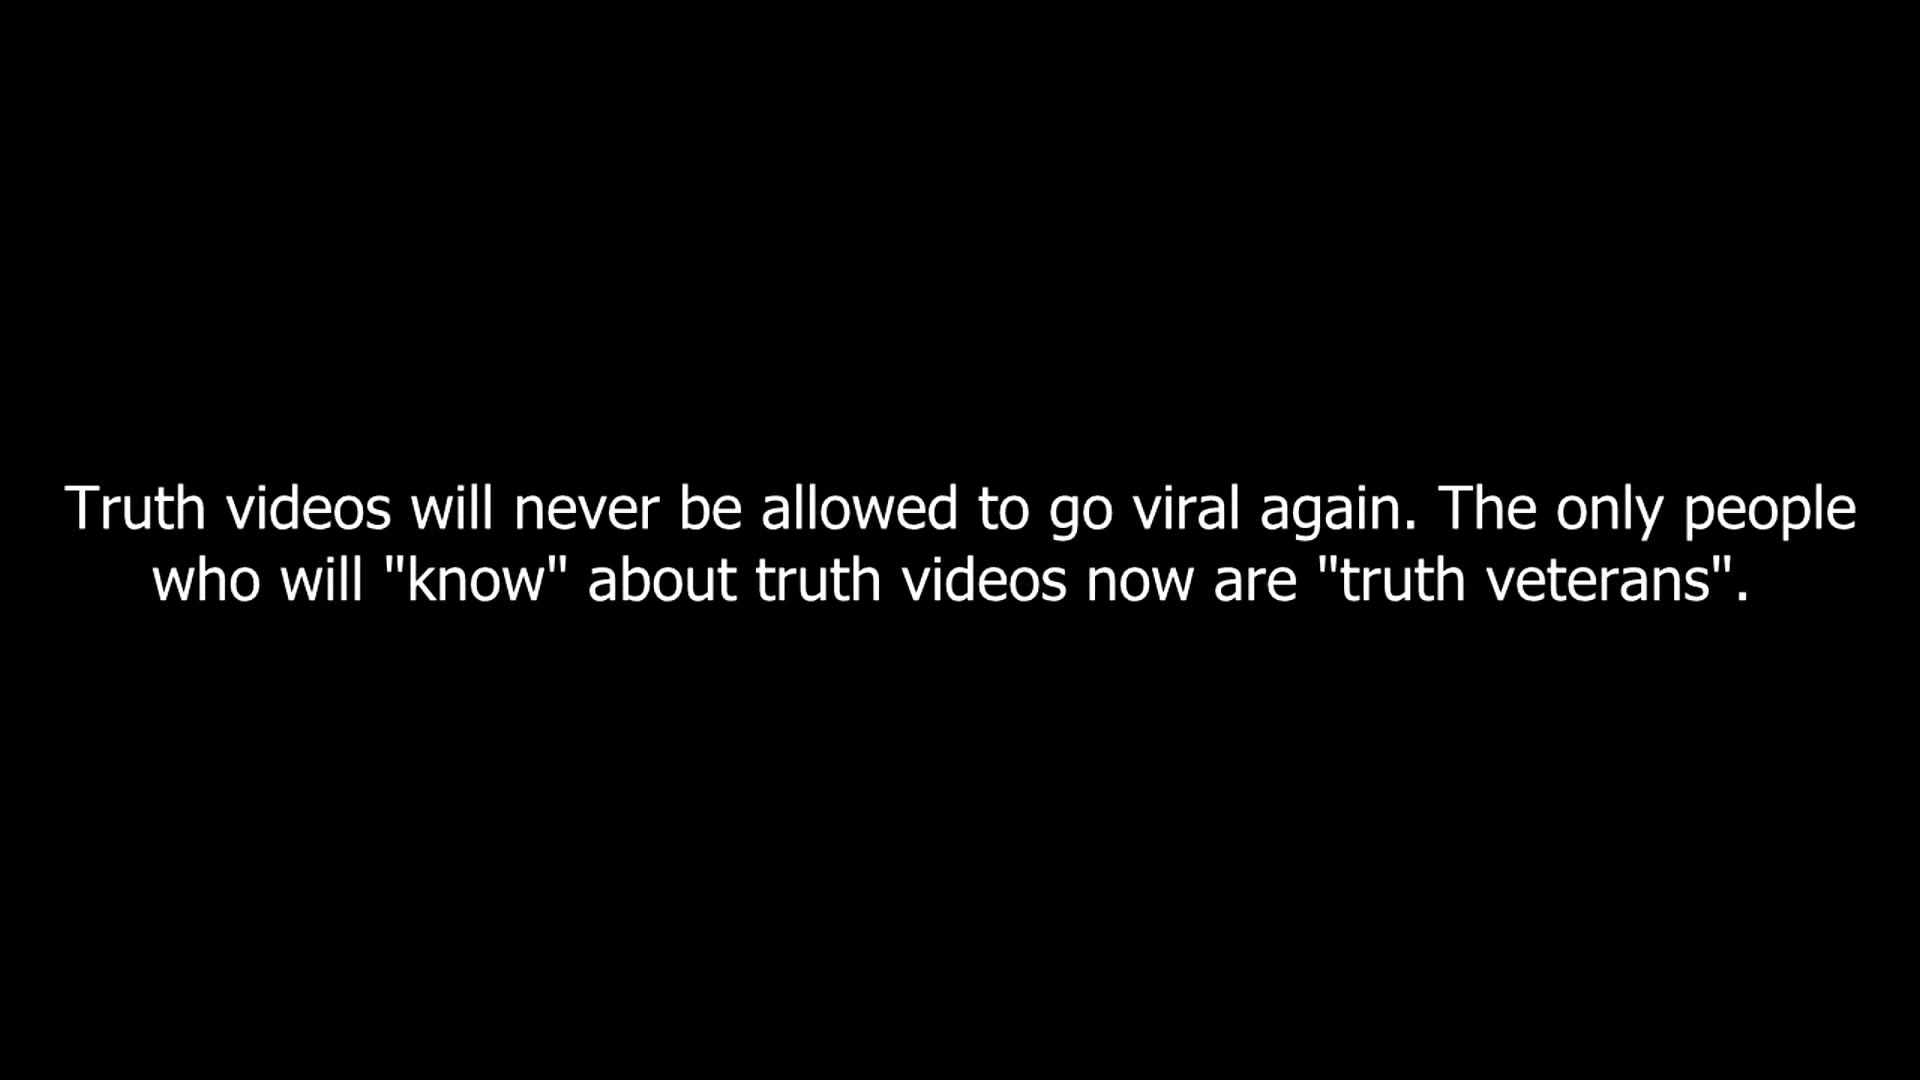 Truth videos will never be allowed to go viral again. The only people
who will "know" about truth videos now are "truth veterans".